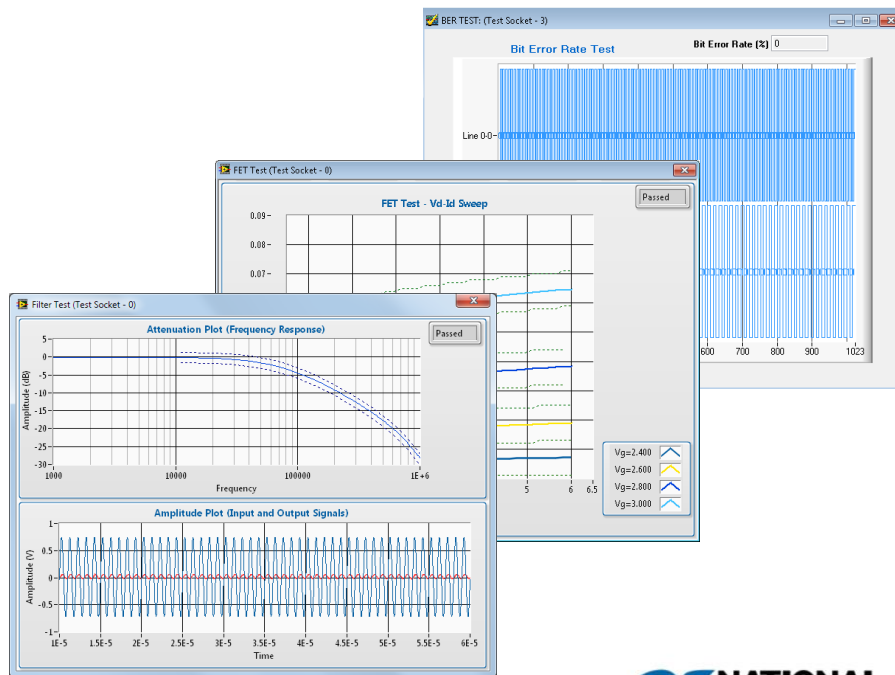 BER TEST: (Test Socket - 3)
Bit Error Rate Test
Bit Error Rate (%) 0
Line 0-0
600 700 800 900 1023
FET Test (Test Socket - 0)
Passed
FET Test - Vd-Id Sweep
0.09
0.08
0.07
5 6 6.5
Vg=2.400
Vg=2.600
Vg=2.800
Vg=3.000
Filter Test (Test Socket - 0)
Attenuation Plot (Frequency Response)
Passed
Amplitude (dB)
5
0
-5
-10
-15
-20
-25
-30
1000 10000 100000 1E+6
Frequency
Amplitude Plot (Input and Output Signals)
Amplitude (V)
1
0.5
0
-0.5
-1
1E-5 1.5E-5 2E-5 2.5E-5 3E-5 3.5E-5 4E-5 4.5E-5 5E-5 5.5E-5 6E-5
Time
NATIONAL